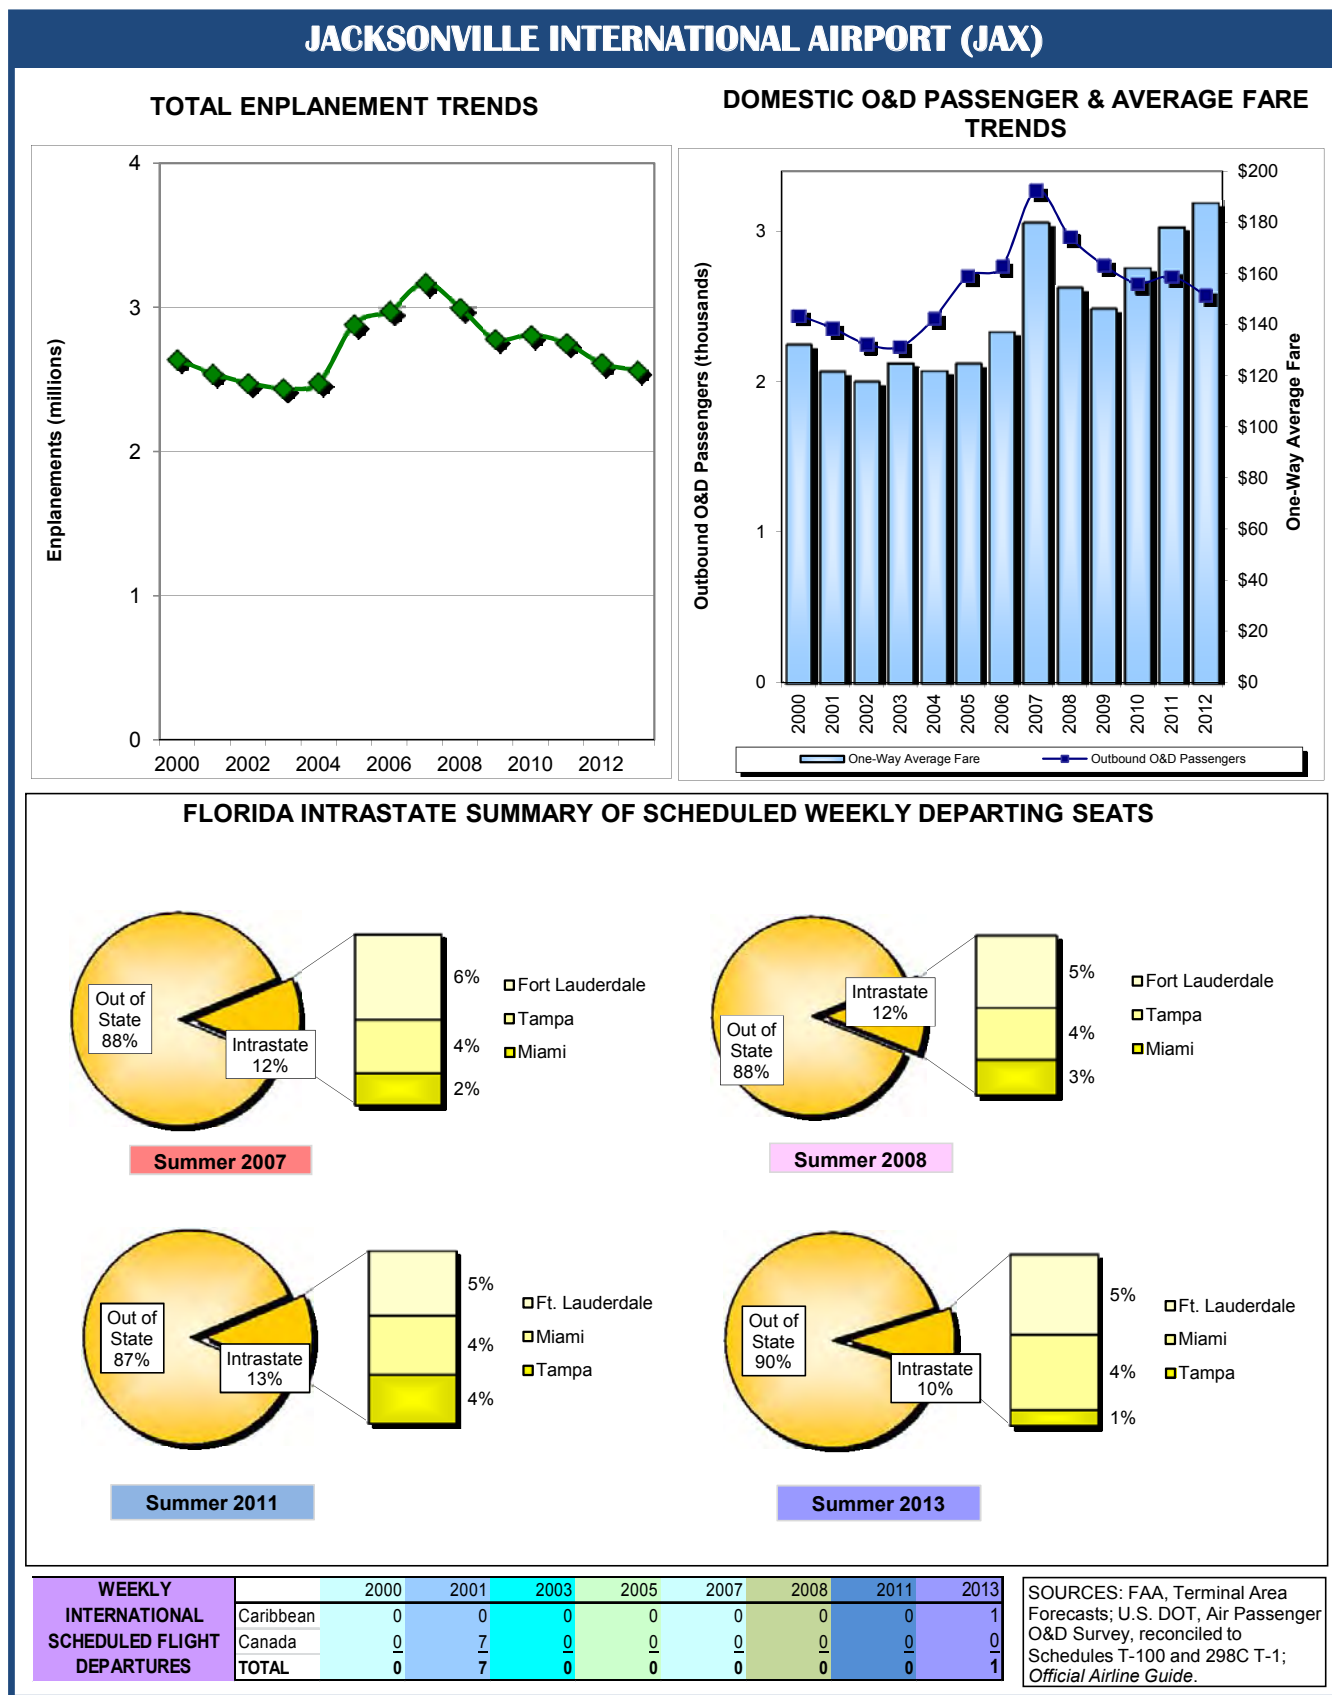 JACKSONVILLE INTERNATIONAL AIRPORT (JAX)
TOTAL ENPLANEMENT TRENDS
4
3
2
1
0
Enplanements (millions)
2000 2002 2004 2006 2008 2010 2012
DOMESTIC O&D PASSENGER & AVERAGE FARE
TRENDS
3
2
1
0
Outbound O&D Passengers (thousands)
$200
$180
$160
$140
$120
$100
$80
$60
$40
$20
$0
One-Way Average Fare
2000 2001 2002 2003 2004 2005 2006 2007 2008 2009 2010 2011 2012
One-Way Average Fare Outbound O&D Passengers
FLORIDA INTRASTATE SUMMARY OF SCHEDULED WEEKLY DEPARTING SEATS
Out of
State
88%
Intrastate
12%
6%
4%
2%
Fort Lauderdale
Tampa
Miami
Summer 2007
Out of
State
88%
Intrastate
12%
5%
4%
3%
Fort Lauderdale
Tampa
Miami
Summer 2008
Out of
State
87%
Intrastate
13%
5%
4%
4%
Ft. Lauderdale
Miami
Tampa
Summer 2011
Out of
State
90%
Intrastate
10%
5%
4%
1%
Ft. Lauderdale
Miami
Tampa
Summer 2013
WEEKLY
INTERNATIONAL
SCHEDULED FLIGHT
DEPARTURES
2000 2001 2003 2005 2007 2008 2011 2013
Caribbean 0 0 0 0 0 0 0 1
Canada 0 7 0 0 0 0 0 0
TOTAL 0 7 0 0 0 0 0 1
SOURCES: FAA, Terminal Area
Forecasts; U.S. DOT, Air Passenger
O&D Survey, reconciled to
Schedules T-100 and 298C T-1;
Official Airline Guide.